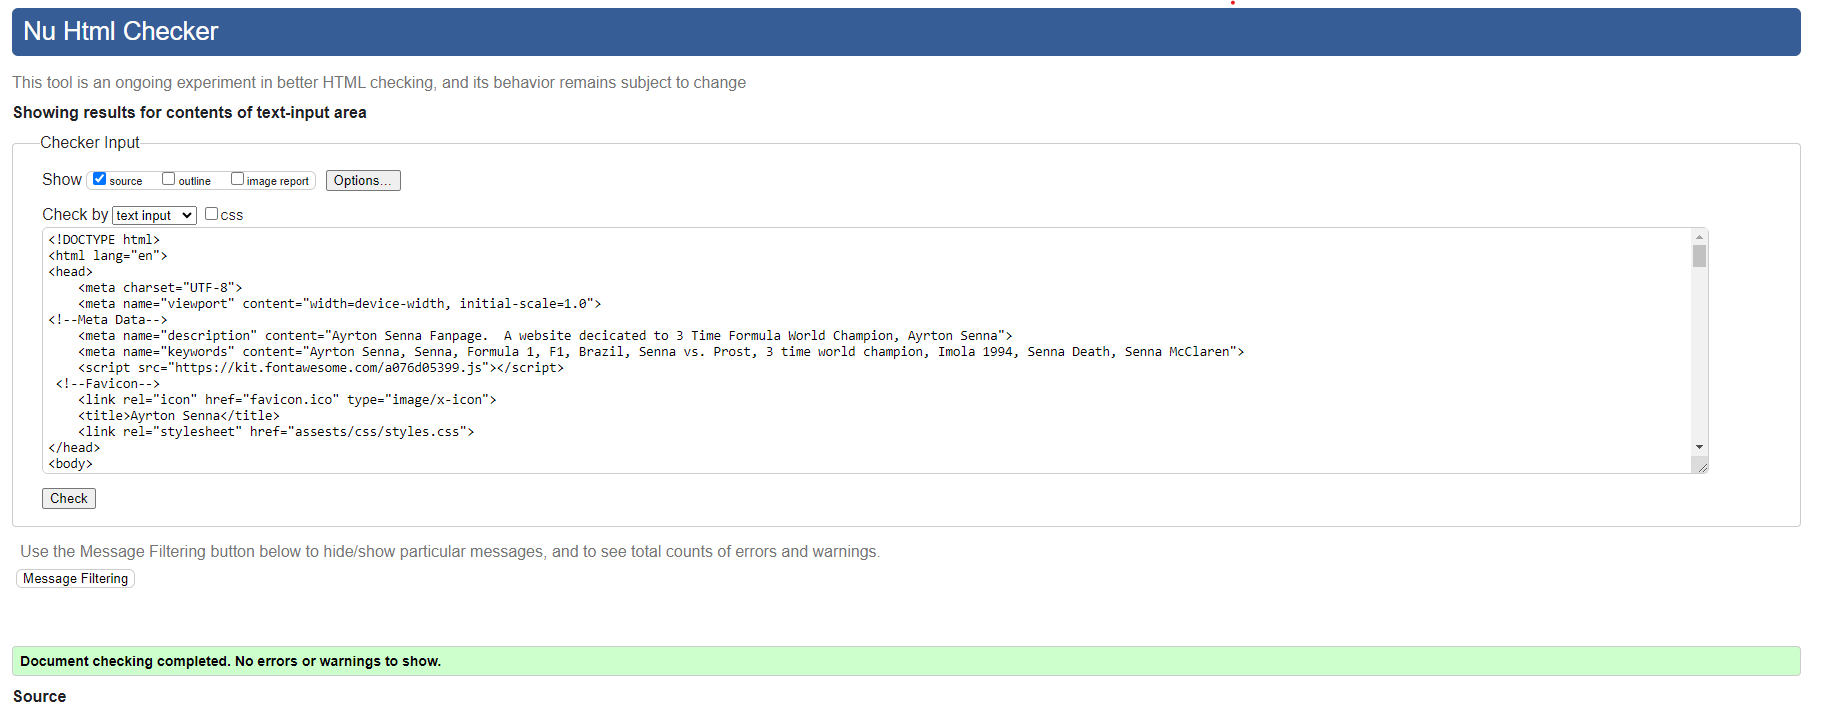 Nu Html Checker
This tool is an ongoing experiment in better HTML checking, and its behavior remains subject to change
Showing results for contents of text-input area
Checker Input
Show source outline image report Options...
Check by text input css
<!DOCTYPE html>
<html lang="en">
<head>
    <meta charset="UTF-8">
    <meta name="viewport" content="width=device-width, initial-scale=1.0">
<!--Meta Data-->
    <meta name="description" content="Ayrton Senna Fanpage.  A website decicated to 3 Time Formula World Champion, Ayrton Senna">
    <meta name="keywords" content="Ayrton Senna, Senna, Formula 1, F1, Brazil, Senna vs. Prost, 3 time world champion, Imola 1994, Senna Death, Senna McClaren">
    <script src="https://kit.fontawesome.com/a076d05399.js"></script>
 <!--Favicon-->
    <link rel="icon" href="favicon.ico" type="image/x-icon">
    <title>Ayrton Senna</title>
    <link rel="stylesheet" href="assests/css/styles.css">
</head>
<body>
Check
Use the Message Filtering button below to hide/show particular messages, and to see total counts of errors and warnings.
Message Filtering
Document checking completed. No errors or warnings to show.
Source